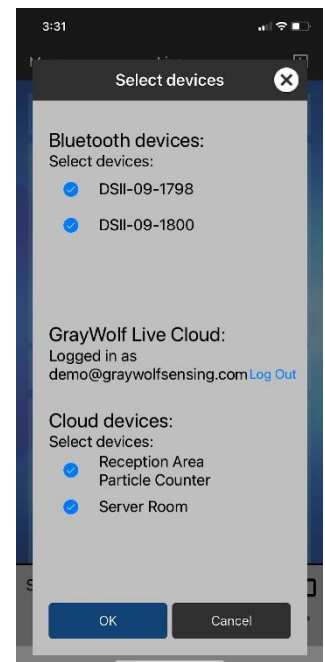 3:31
Select devices
Bluetooth devices:
Select devices:
DSII-09-1798
DSII-09-1800
GrayWolf Live Cloud:
Logged in as
demo@graywolfsensing.com Log Out
Cloud devices:
Select devices:
Reception Area
Particle Counter
Server Room
OK Cancel